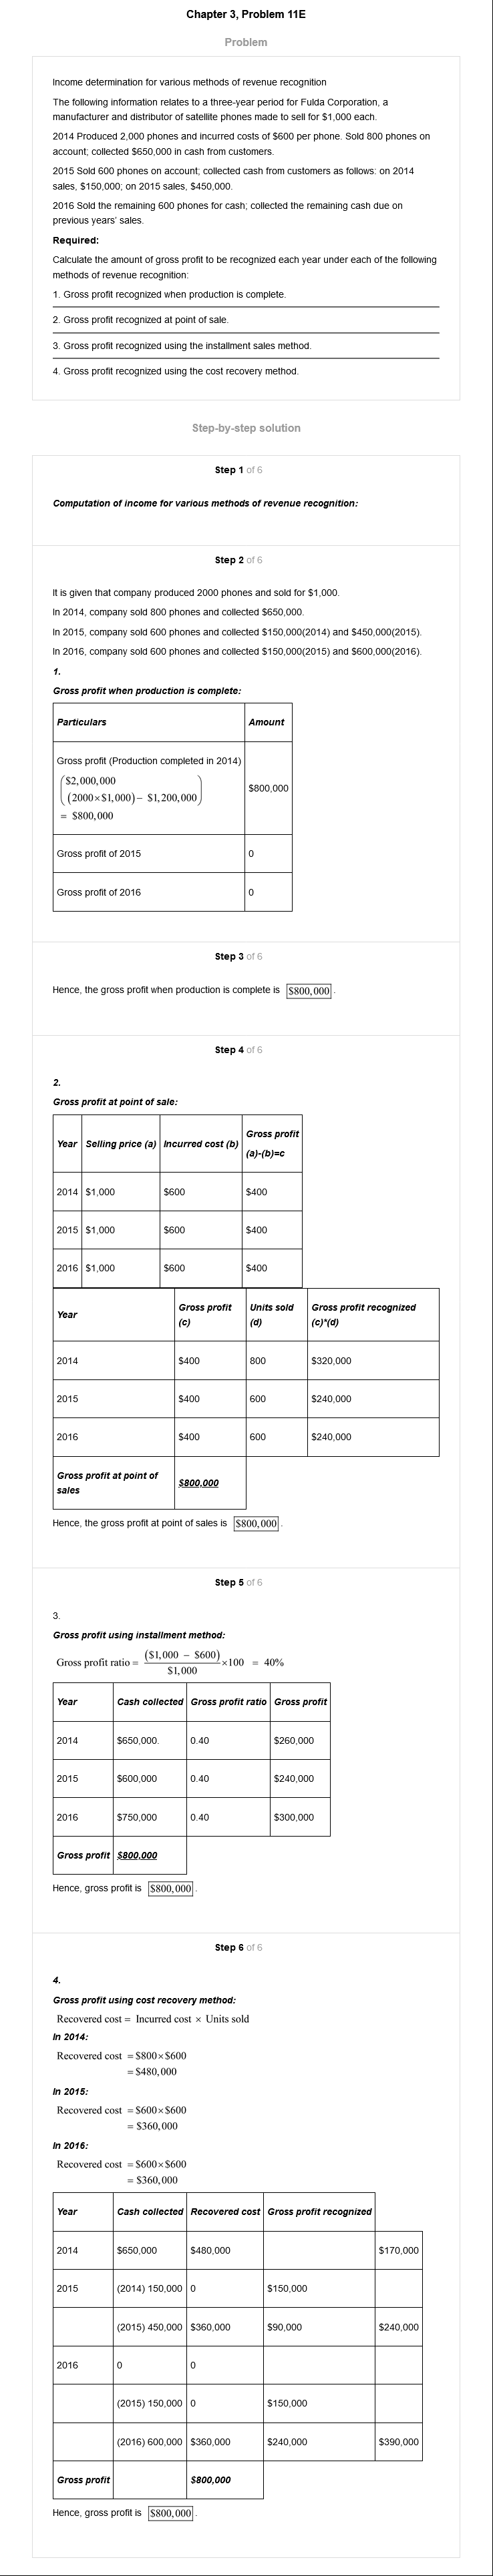 Chapter 3, Problem 11E
Problem
Income determination for various methods of revenue recognition
The following information relates to a three-year period for Fulda Corporation, a
manufacturer and distributor of satellite phones made to sell for $1,000 each.
2014 Produced 2,000 phones and incurred costs of $600 per phone. Sold 800 phones on
account; collected $650,000 in cash from customers.
2015 Sold 600 phones on account; collected cash from customers as follows: on 2014
sales, $150,000; on 2015 sales, $450,000.
2016 Sold the remaining 600 phones for cash; collected the remaining cash due on
previous years' sales.
Required:
Calculate the amount of gross profit to be recognized each year under each of the following
methods of revenue recognition:
1. Gross profit recognized when production is complete.
2. Gross profit recognized at point of sale.
3. Gross profit recognized using the installment sales method.
4. Gross profit recognized using the cost recovery method.
Step-by-step solution
Step 1 of 6
Computation of income for various methods of revenue recognition:
Step 2 of 6
It is given that company produced 2000 phones and sold for $1,000.
In 2014, company sold 800 phones and collected $650,000.
In 2015, company sold 600 phones and collected $150,000(2014) and $450,000(2015).
In 2016, company sold 600 phones and collected $150,000(2015) and $600,000(2016).
1.
Gross profit when production is complete:
Particulars Amount
Gross profit (Production completed in 2014)
($2,000,000
(2000×$1,000) − $1,200,000)
= $800,000
$800,000
Gross profit of 2015 0
Gross profit of 2016 0
Step 3 of 6
Hence, the gross profit when production is complete is $800,000.
Step 4 of 6
2.
Gross profit at point of sale:
Year Selling price (a) Incurred cost (b) Gross profit
(a)-(b)=c
2014 $1,000 $600 $400
2015 $1,000 $600 $400
2016 $1,000 $600 $400
Year Gross profit Units sold Gross profit recognized
(c) (d) (c)*(d)
2014 $400 800 $320,000
2015 $400 600 $240,000
2016 $400 600 $240,000
Gross profit at point of
sales $800,000
Hence, the gross profit at point of sales is $800,000.
Step 5 of 6
3.
Gross profit using installment method:
Gross profit ratio = ($1,000 − $600) / $1,000 ×100 = 40%
Year Cash collected Gross profit ratio Gross profit
2014 $650,000. 0.40 $260,000
2015 $600,000 0.40 $240,000
2016 $750,000 0.40 $300,000
Gross profit $800,000
Hence, gross profit is $800,000.
Step 6 of 6
4.
Gross profit using cost recovery method:
Recovered cost = Incurred cost × Units sold
In 2014:
Recovered cost = $800×$600
= $480,000
In 2015:
Recovered cost = $600×$600
= $360,000
In 2016:
Recovered cost = $600×$600
= $360,000
Year Cash collected Recovered cost Gross profit recognized
2014 $650,000 $480,000 $170,000
2015 (2014) 150,000 0 $150,000
(2015) 450,000 $360,000 $90,000 $240,000
2016 0 0
(2015) 150,000 0 $150,000
(2016) 600,000 $360,000 $240,000 $390,000
Gross profit $800,000
Hence, gross profit is $800,000.